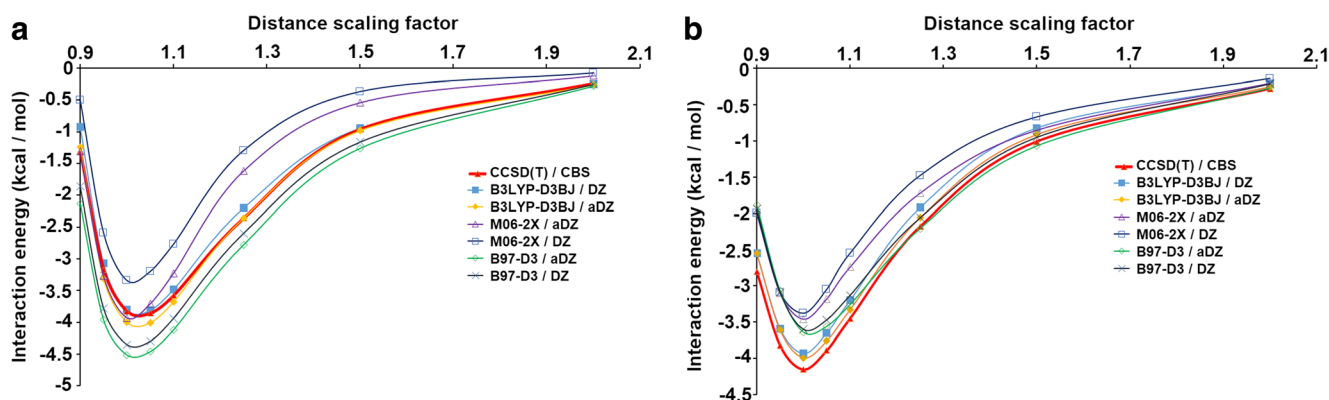 a
Distance scaling factor
0.9 1.1 1.3 1.5 1.7 1.9 2.1
Interaction energy (kcal / mol)
0
-0.5
-1
-1.5
-2
-2.5
-3
-3.5
-4
-4.5
-5
CCSD(T) / CBS
B3LYP-D3BJ / DZ
B3LYP-D3BJ / aDZ
M06-2X / aDZ
M06-2X / DZ
B97-D3 / aDZ
B97-D3 / DZ
b
Distance scaling factor
0.9 1.1 1.3 1.5 1.7 1.9 2.1
Interaction energy (kcal / mol)
0
-0.5
-1
-1.5
-2
-2.5
-3
-3.5
-4
-4.5
CCSD(T) / CBS
B3LYP-D3BJ / DZ
B3LYP-D3BJ / aDZ
M06-2X / aDZ
M06-2X / DZ
B97-D3 / aDZ
B97-D3 / DZ